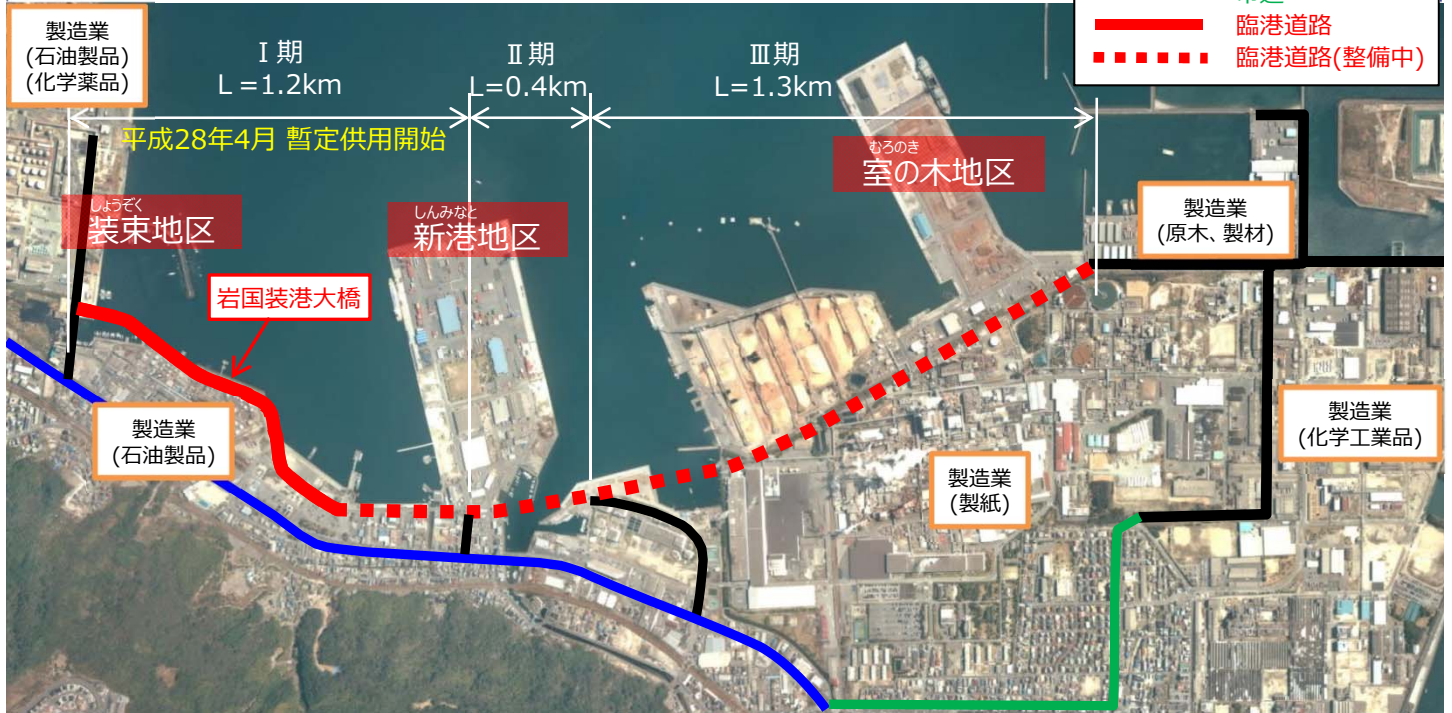 製造業
(石油製品)
(化学薬品)
Ⅰ期
L=1.2km
Ⅱ期
L=0.4km
Ⅲ期
L=1.3km
臨港道路
臨港道路(整備中)
平成28年4月 暫定供用開始
しょうぞく
装束地区
しんみなと
新港地区
むろのき
室の木地区
製造業
(原木、製材)
岩国装港大橋
製造業
(石油製品)
製造業
(製紙)
製造業
(化学工業品)